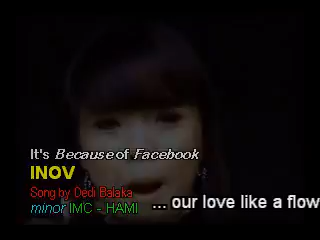 It's Because of Facebook
INOV
Song by Dedi Balaka
minor IMC - HAMI
... our love like a flow